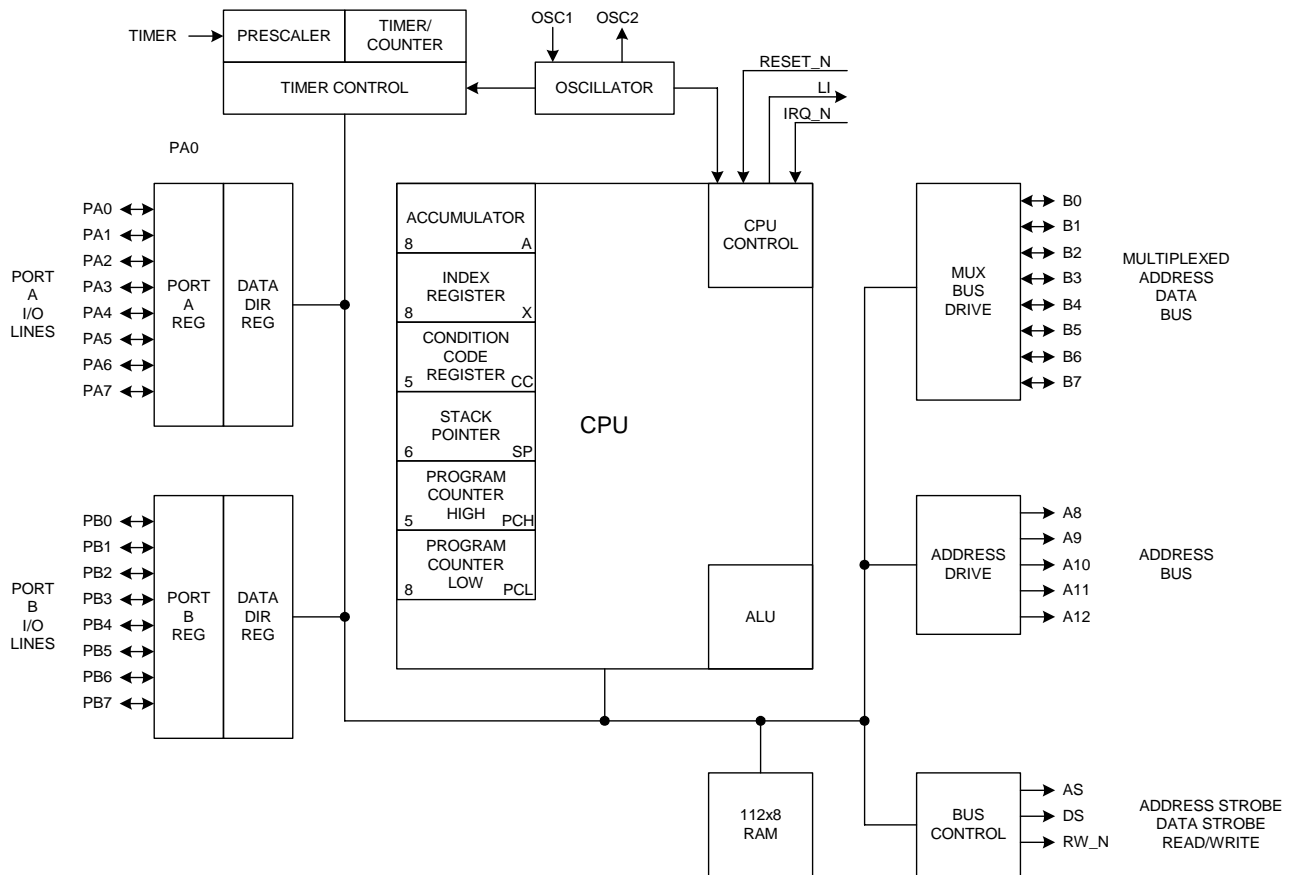 TIMER
PRESCALER
TIMER/
COUNTER
TIMER CONTROL
OSC1
OSC2
OSCILLATOR
RESET_N
LI
IRQ_N
PA0
PORT
A
I/O
LINES
PA0
PA1
PA2
PA3
PA4
PA5
PA6
PA7
PORT
A
REG
DATA
DIR
REG
ACCUMULATOR
8 A
INDEX
REGISTER
8 X
CONDITION
CODE
REGISTER
5 CC
STACK
POINTER
6 SP
PROGRAM
COUNTER
HIGH
5 PCH
PROGRAM
COUNTER
LOW
8 PCL
CPU
CPU
CONTROL
ALU
MUX
BUS
DRIVE
B0
B1
B2
B3
B4
B5
B6
B7
MULTIPLEXED
ADDRESS
DATA
BUS
PORT
B
I/O
LINES
PB0
PB1
PB2
PB3
PB4
PB5
PB6
PB7
PORT
B
REG
DATA
DIR
REG
ADDRESS
DRIVE
A8
A9
A10
A11
A12
ADDRESS
BUS
112x8
RAM
BUS
CONTROL
AS
DS
RW_N
ADDRESS STROBE
DATA STROBE
READ/WRITE